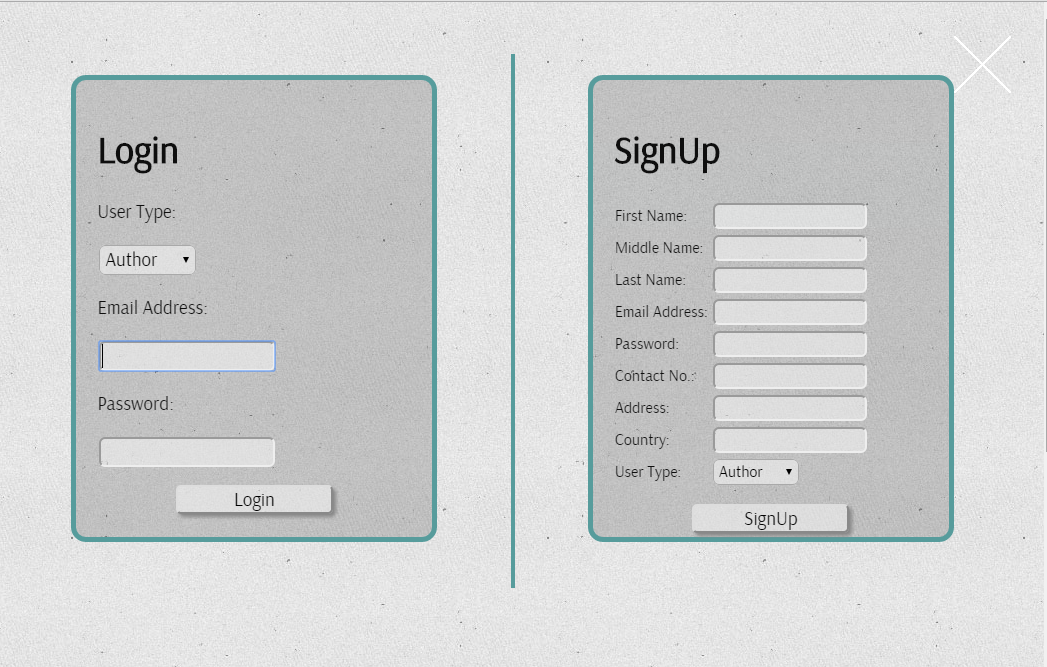 Login
User Type:
Author
Email Address:
Password:
Login
SignUp
First Name:
Middle Name:
Last Name:
Email Address:
Password:
Contact No.:
Address:
Country:
User Type: Author
SignUp